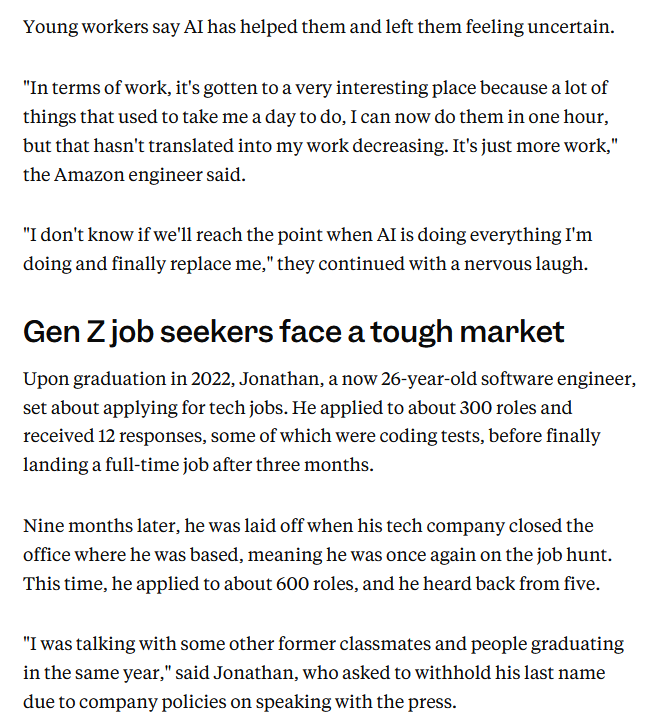 Young workers say AI has helped them and left them feeling uncertain.
"In terms of work, it's gotten to a very interesting place because a lot of
things that used to take me a day to do, I can now do them in one hour,
but that hasn't translated into my work decreasing. It's just more work,"
the Amazon engineer said.
"I don't know if we'll reach the point when AI is doing everything I'm
doing and finally replace me," they continued with a nervous laugh.
Gen Z job seekers face a tough market
Upon graduation in 2022, Jonathan, a now 26-year-old software engineer,
set about applying for tech jobs. He applied to about 300 roles and
received 12 responses, some of which were coding tests, before finally
landing a full-time job after three months.
Nine months later, he was laid off when his tech company closed the
office where he was based, meaning he was once again on the job hunt.
This time, he applied to about 600 roles, and he heard back from five.
"I was talking with some other former classmates and people graduating
in the same year," said Jonathan, who asked to withhold his last name
due to company policies on speaking with the press.